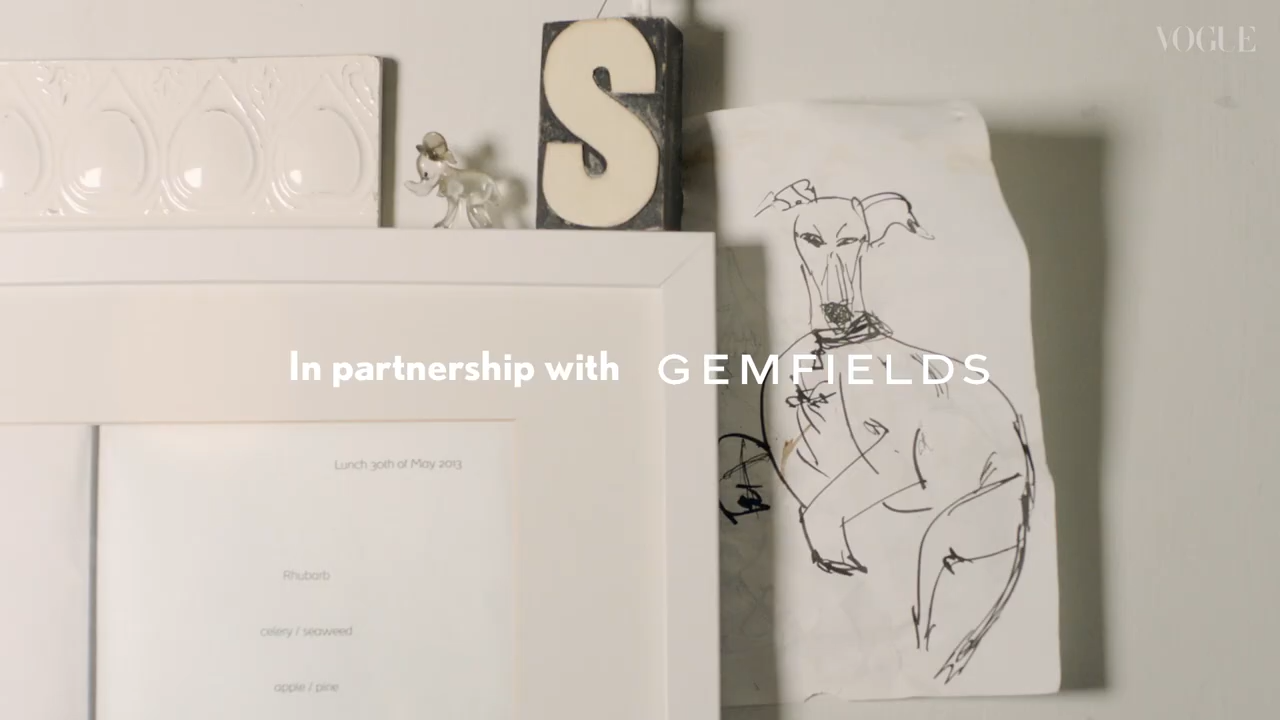 VOGUE
S
In partnership with GEMFIELDS
Lunch 30th of May 2013
Rhubarb
celery / seaweed
apple / pine